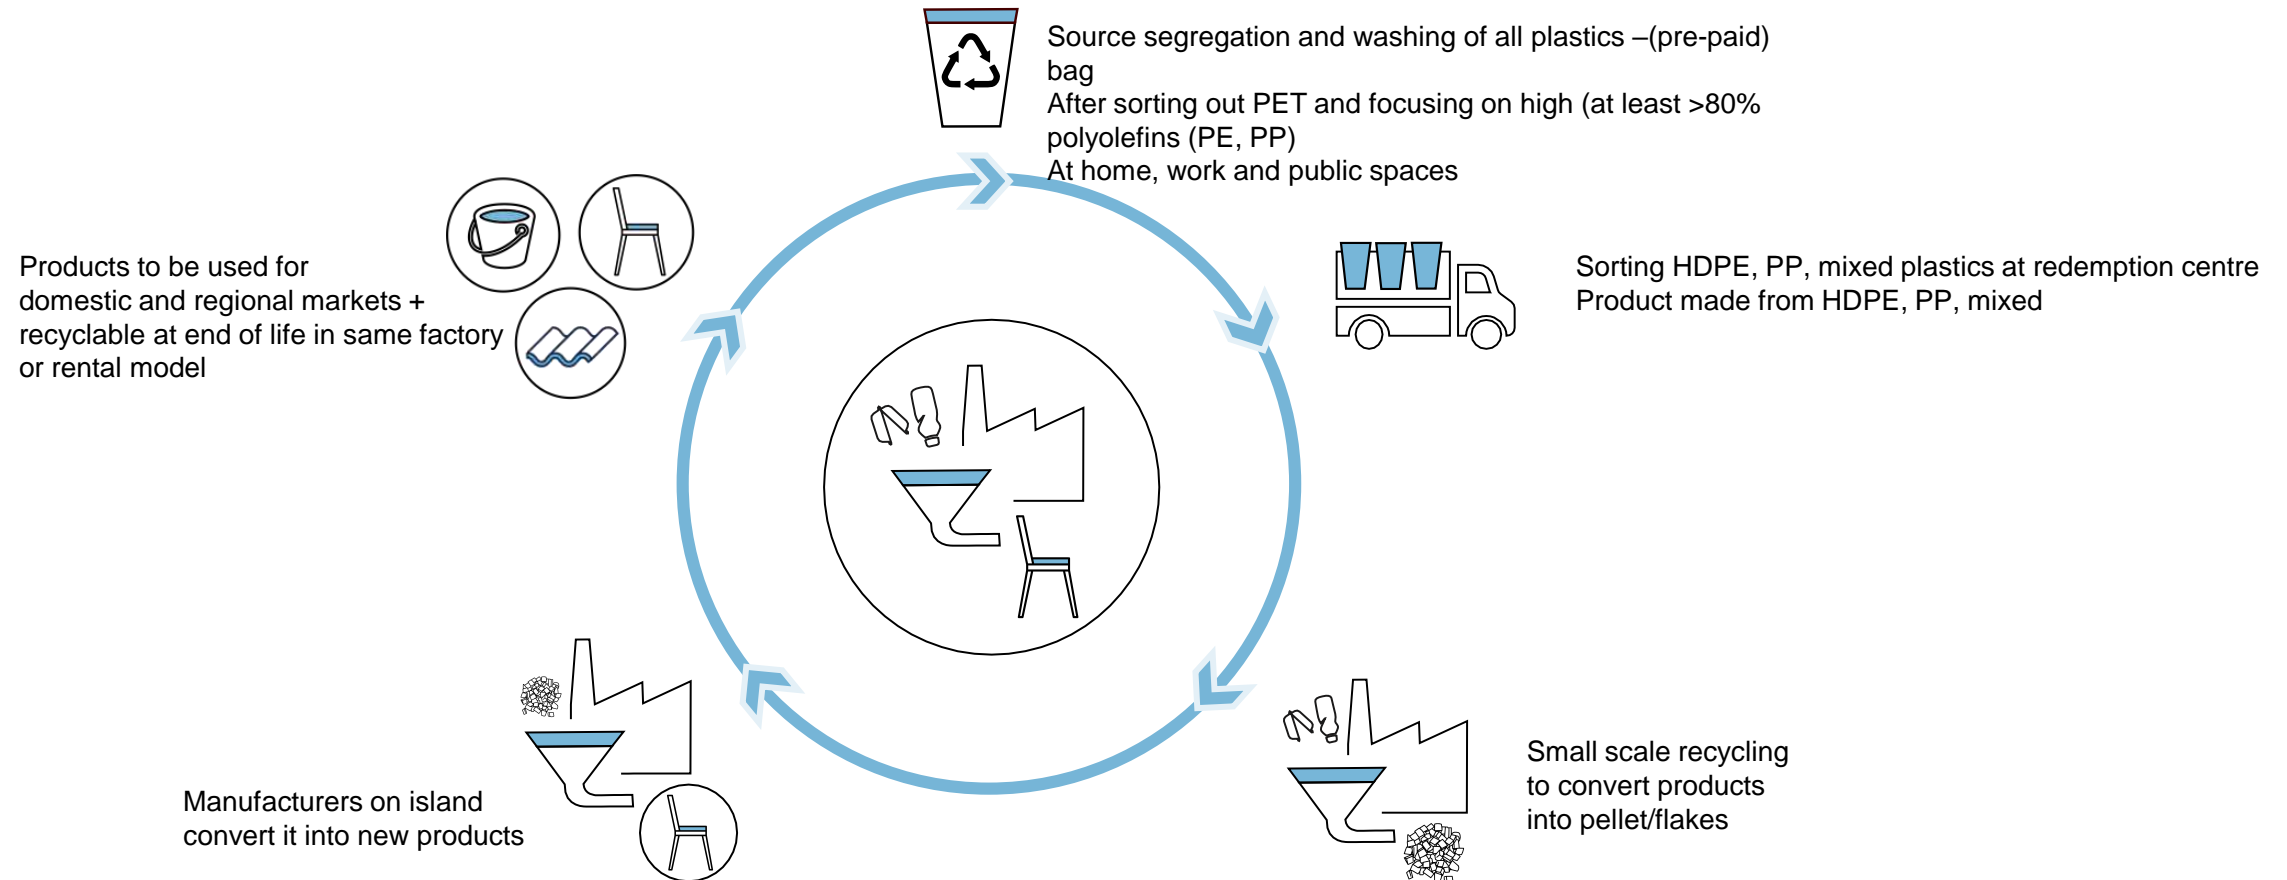 Source segregation and washing of all plastics –(pre-paid)
bag
After sorting out PET and focusing on high (at least >80%
polyolefins (PE, PP)
At home, work and public spaces
Sorting HDPE, PP, mixed plastics at redemption centre
Product made from HDPE, PP, mixed
Small scale recycling
to convert products
into pellet/flakes
Manufacturers on island
convert it into new products
Products to be used for
domestic and regional markets +
recyclable at end of life in same factory
or rental model